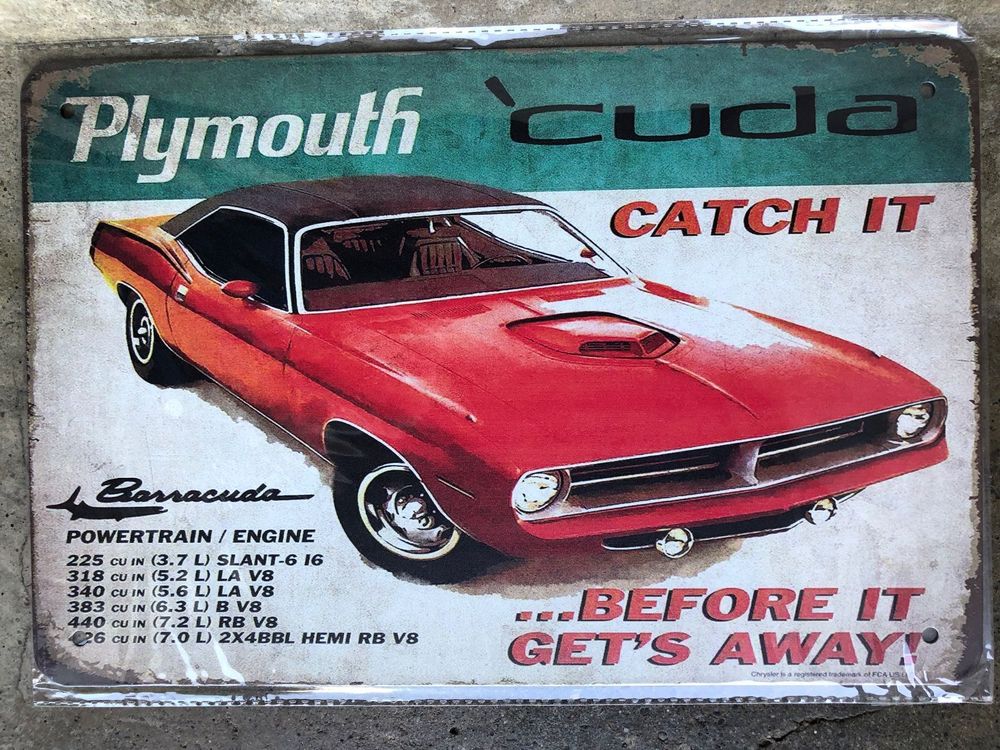 Plymouth 'cuda
CATCH IT
Barracuda
POWERTRAIN / ENGINE
225 CU IN (3.7 L) SLANT-6 I6
318 CU IN (5.2 L) LA V8
340 CU IN (5.6 L) LA V8
383 CU IN (6.3 L) B V8
440 CU IN (7.2 L) RB V8
426 CU IN (7.0 L) 2X4BBL HEMI RB V8
...BEFORE IT
GET'S AWAY!
Chrysler is a registered trademark of FCA US